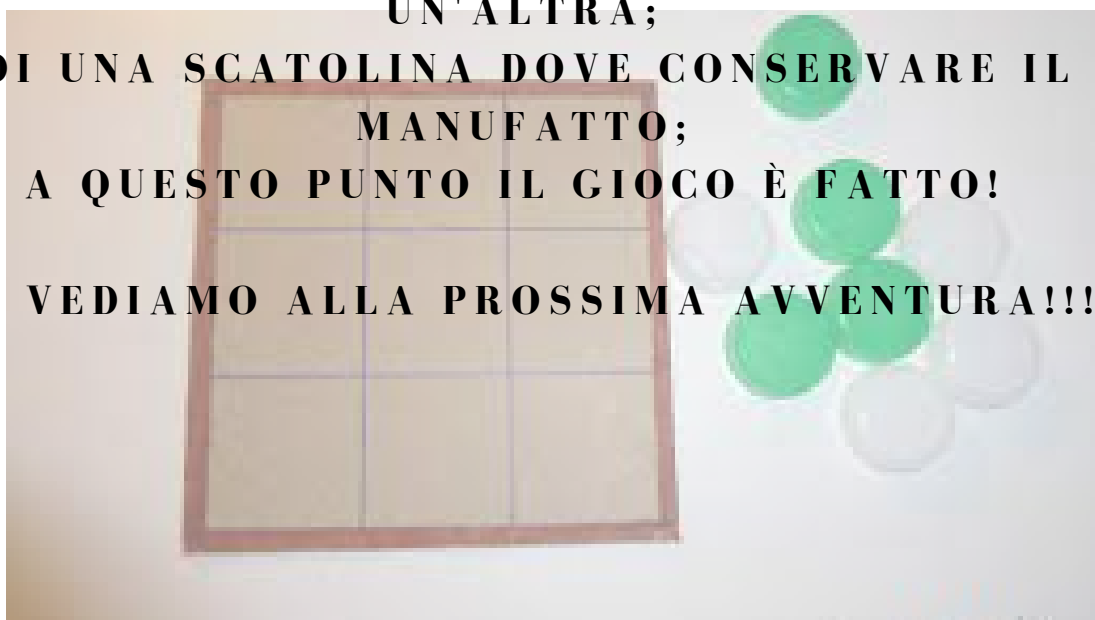 UN'ALTRA;
DI UNA SCATOLINA DOVE CONSERVARE IL
MANUFATTO;
A QUESTO PUNTO IL GIOCO È FATTO!
VEDIAMO ALLA PROSSIMA AVVENTURA!!!